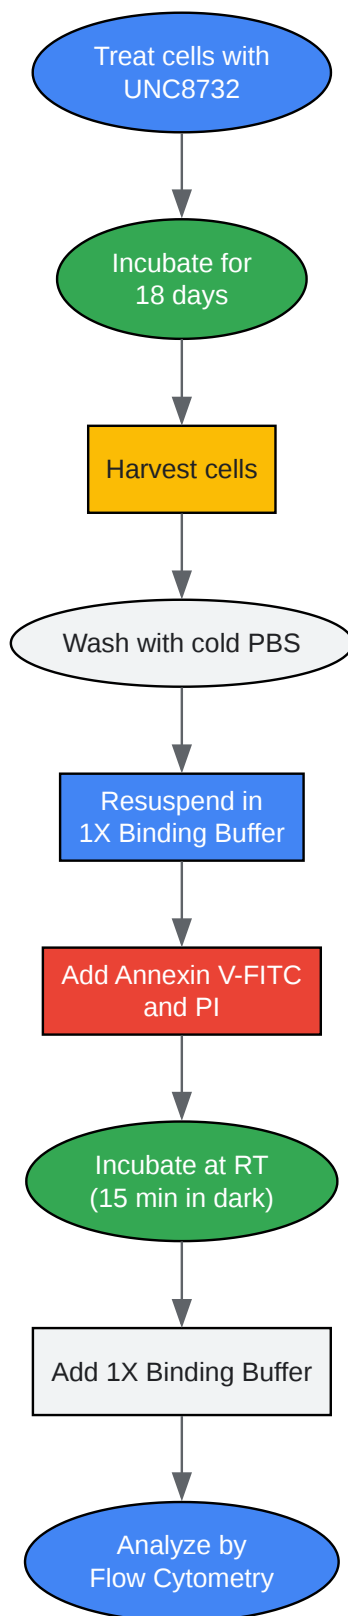 Treat cells with
UNC8732
Incubate for
18 days
Harvest cells
Wash with cold PBS
Resuspend in
1X Binding Buffer
Add Annexin V-FITC
and PI
Incubate at RT
(15 min in dark)
Add 1X Binding Buffer
Analyze by
Flow Cytometry